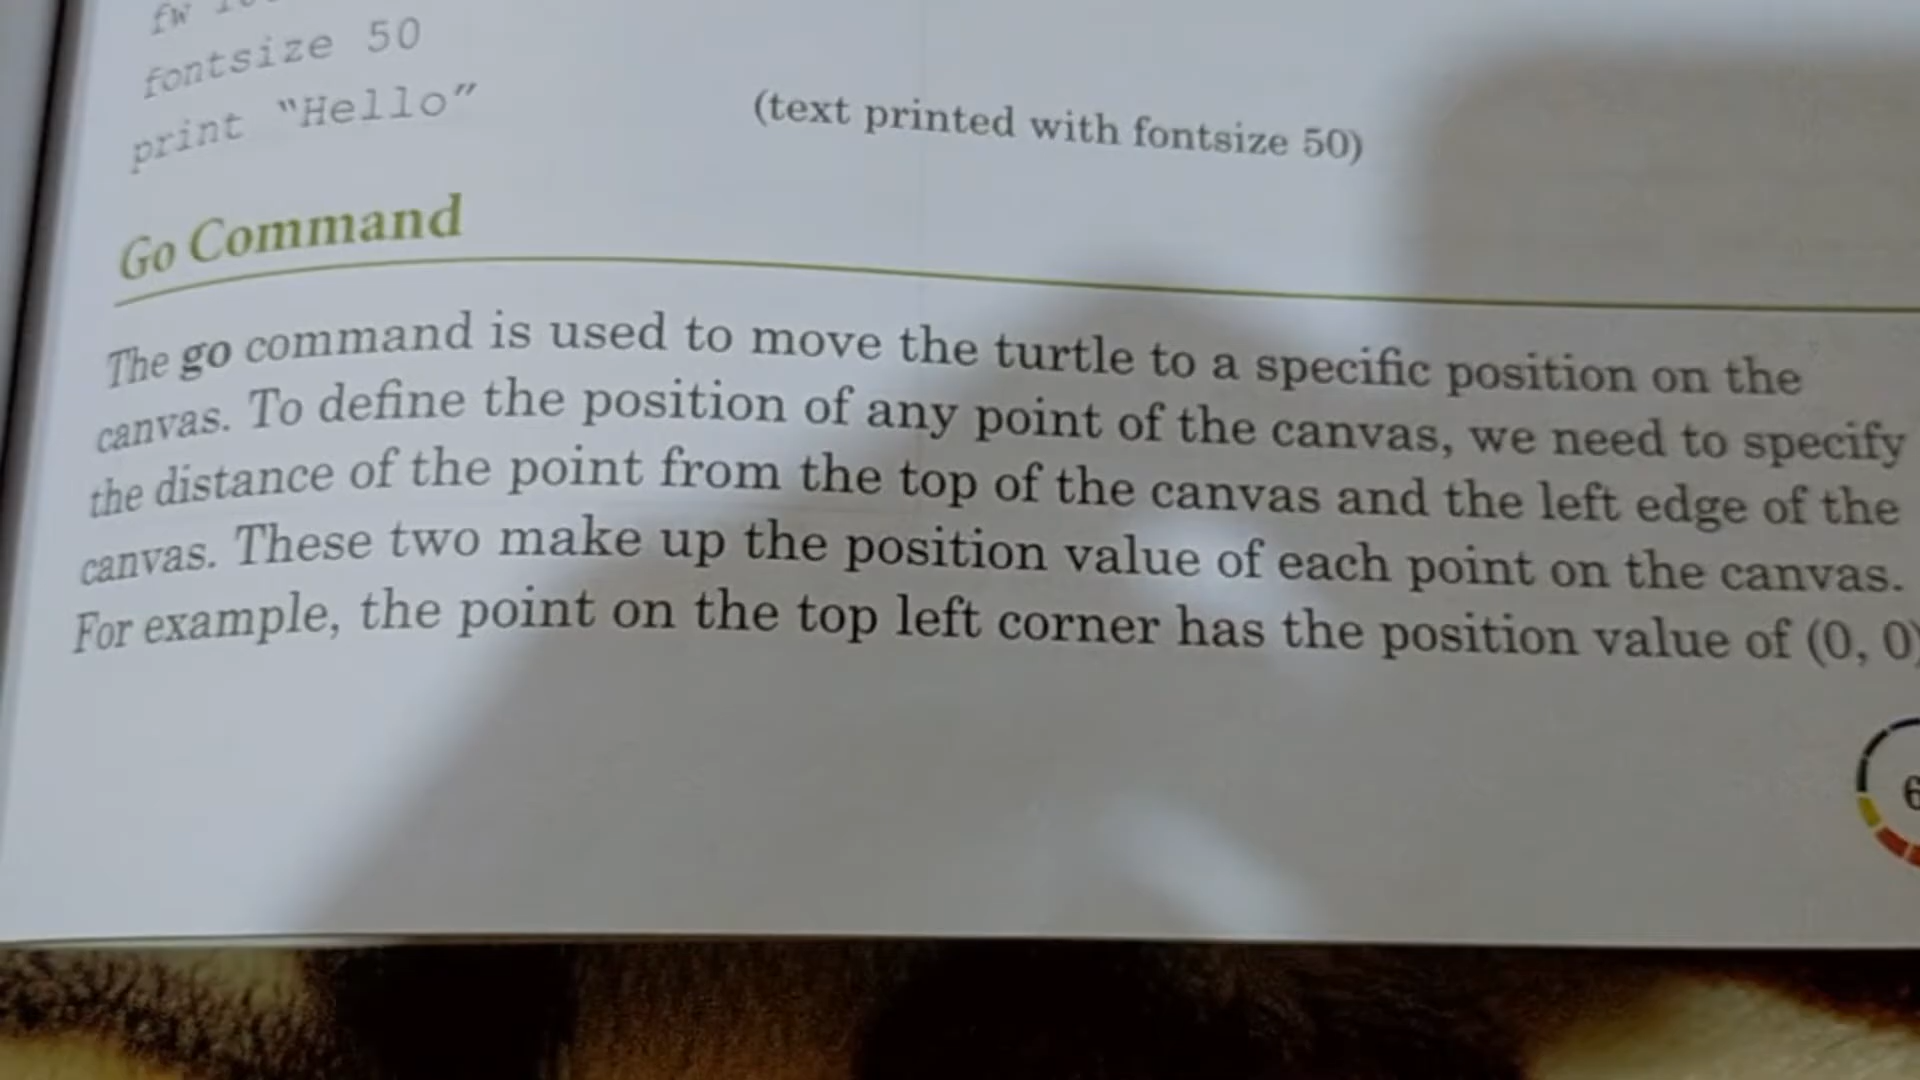 fw
fontsize 50
print "Hello"
(text printed with fontsize 50)
Go Command
The go command is used to move the turtle to a specific position on the
canvas. To define the position of any point of the canvas, we need to specify
the distance of the point from the top of the canvas and the left edge of the
canvas. These two make up the position value of each point on the canvas.
For example, the point on the top left corner has the position value of (0, 0)
6